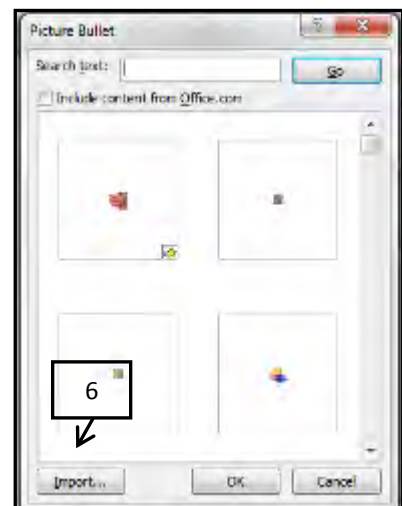 Picture Bullet
Search text:
Go
Include content from Office.com
6
Import...
OK
Cancel